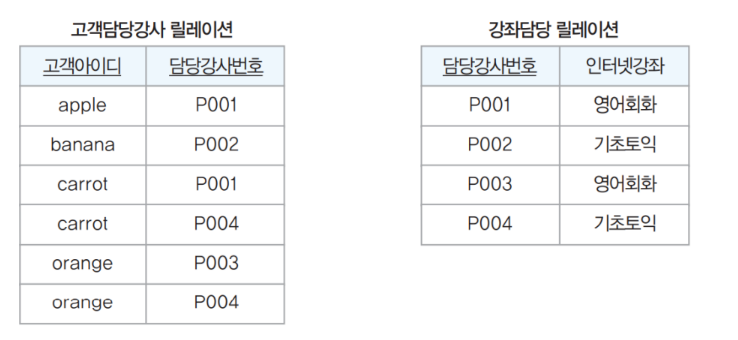 고객담당강사 릴레이션
고객아이디 담당강사번호
apple P001
banana P002
carrot P001
carrot P004
orange P003
orange P004
강좌담당 릴레이션
담당강사번호 인터넷강좌
P001 영어회화
P002 기초토익
P003 영어회화
P004 기초토익